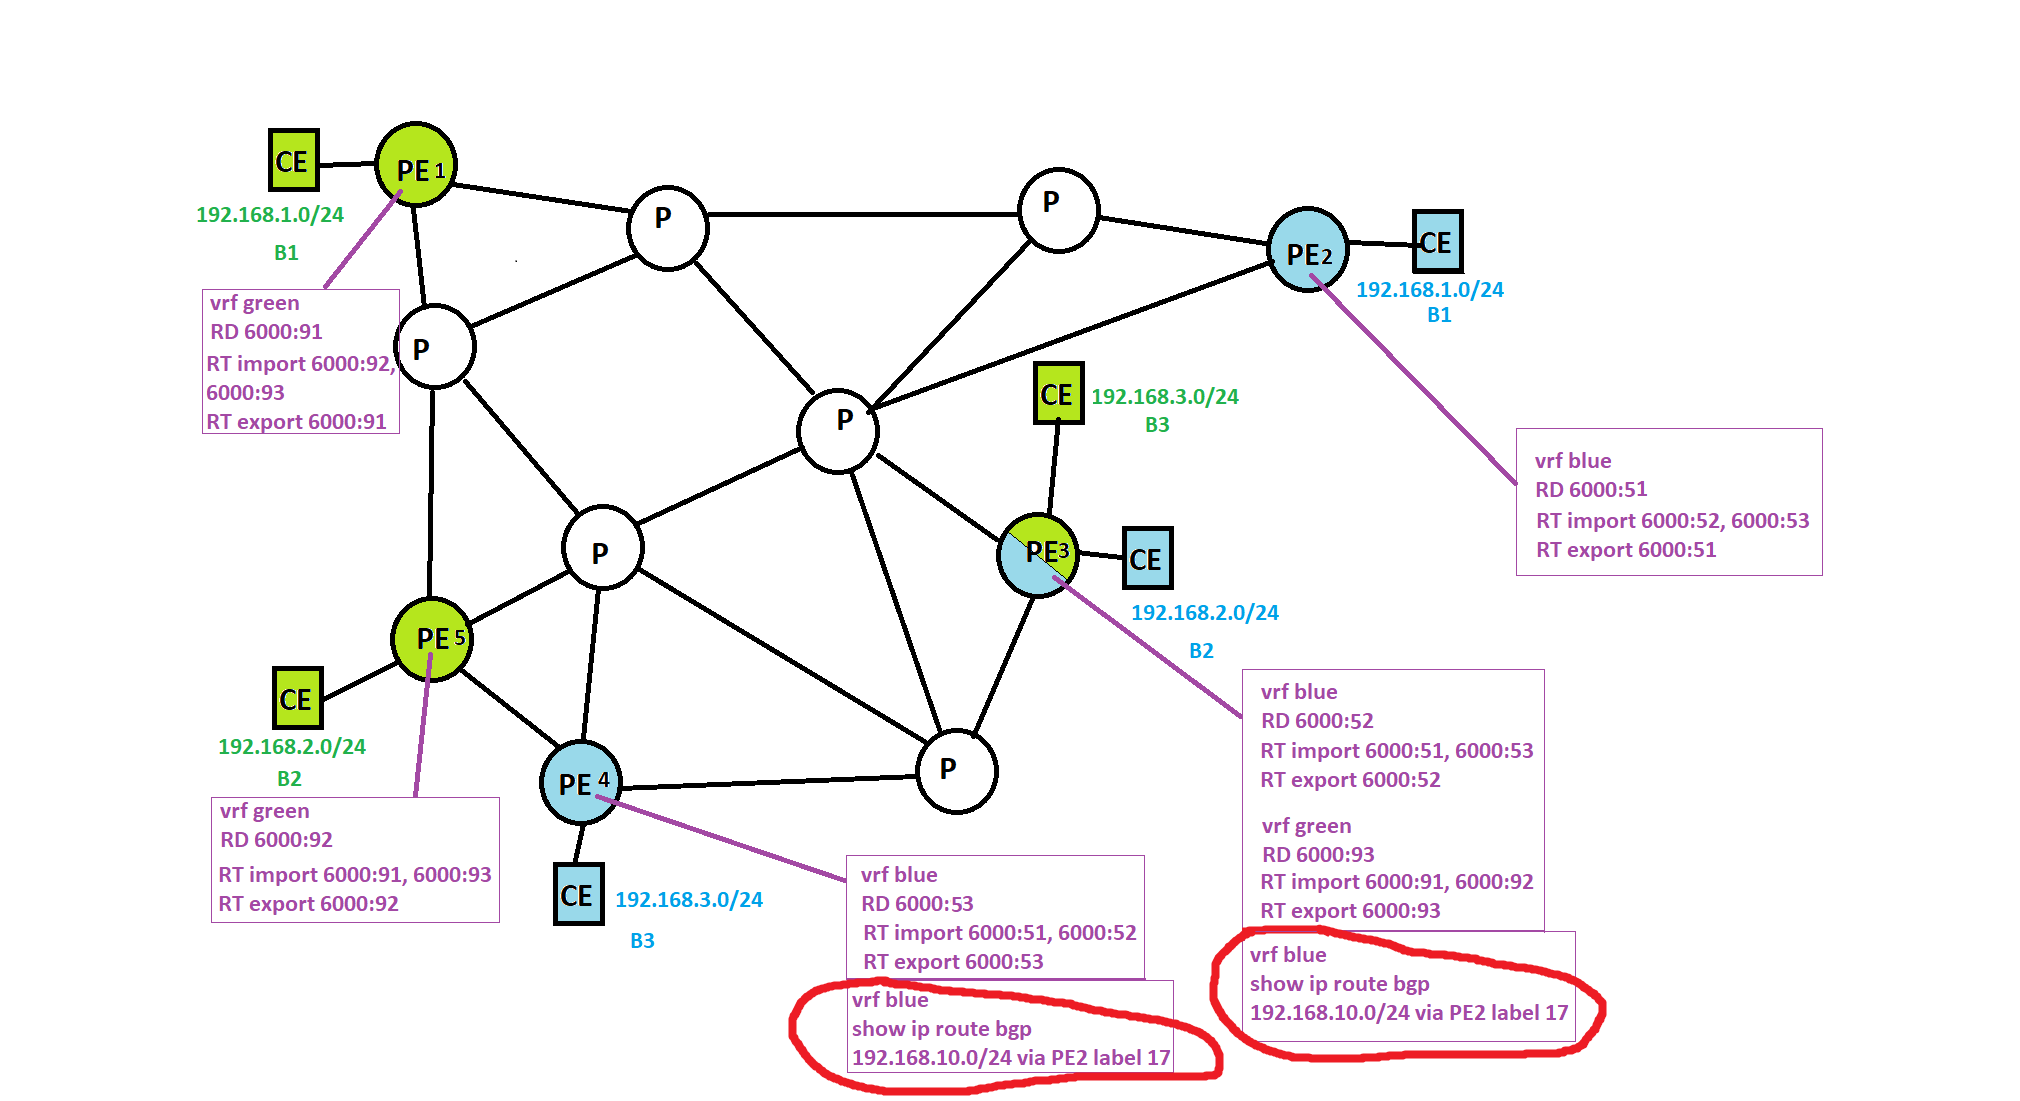 CE
PE 1
192.168.1.0/24
B1
vrf green
RD 6000:91
RT import 6000:92,
6000:93
RT export 6000:91
P
P
P
PE2
CE
192.168.1.0/24
B1
vrf blue
RD 6000:51
RT import 6000:52, 6000:53
RT export 6000:51
P
CE
192.168.3.0/24
B3
P
PE3
CE
192.168.2.0/24
B2
vrf blue
RD 6000:52
RT import 6000:51, 6000:53
RT export 6000:52
vrf green
RD 6000:93
RT import 6000:91, 6000:92
RT export 6000:93
vrf blue
show ip route bgp
192.168.10.0/24 via PE2 label 17
PE 5
CE
192.168.2.0/24
B2
vrf green
RD 6000:92
RT import 6000:91, 6000:93
RT export 6000:92
PE 4
P
CE
192.168.3.0/24
B3
vrf blue
RD 6000:53
RT import 6000:51, 6000:52
RT export 6000:53
vrf blue
show ip route bgp
192.168.10.0/24 via PE2 label 17